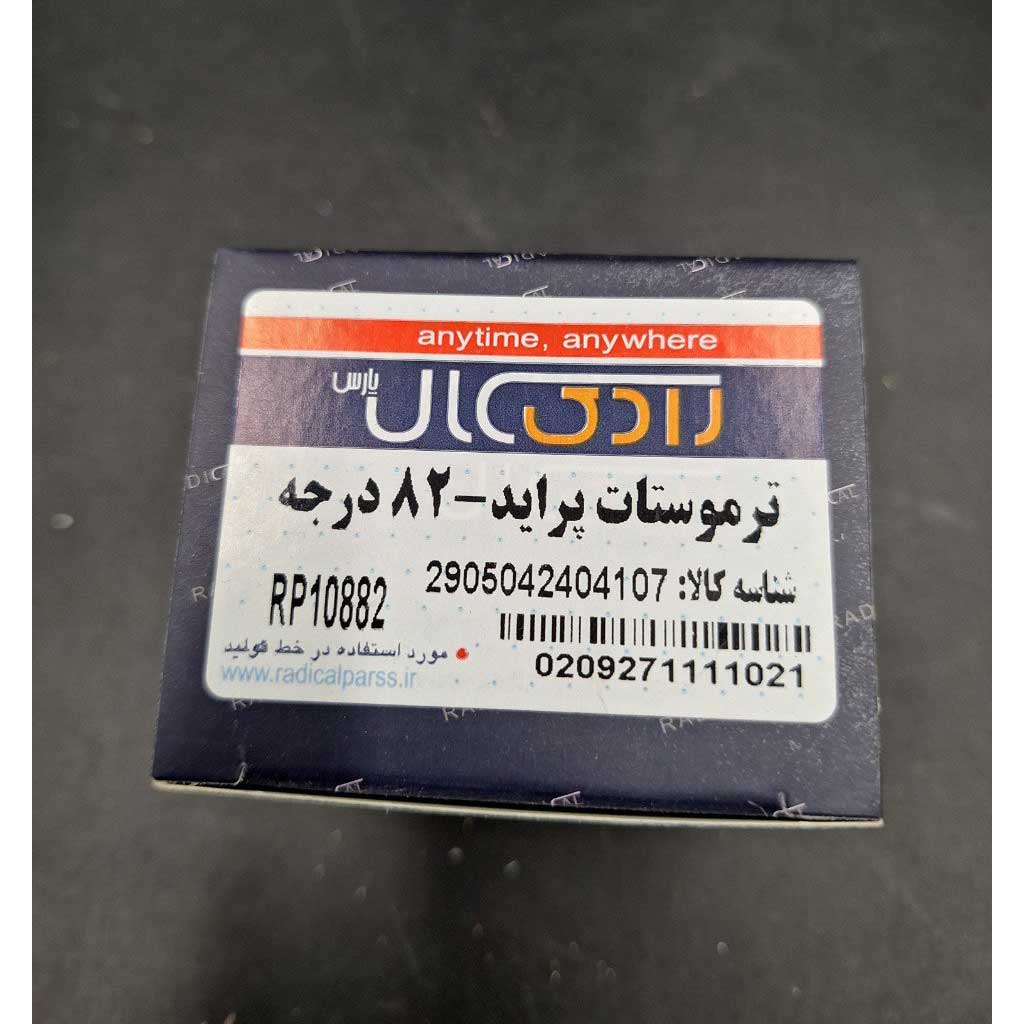 anytime, anywhere
رادیکال پارس
ترموستات پراید-۸۲ درجه
شناسه کالا: 2905042404107
RP10882
0209271111021
مورد استفاده در خط تولید
www.radicalparss.ir